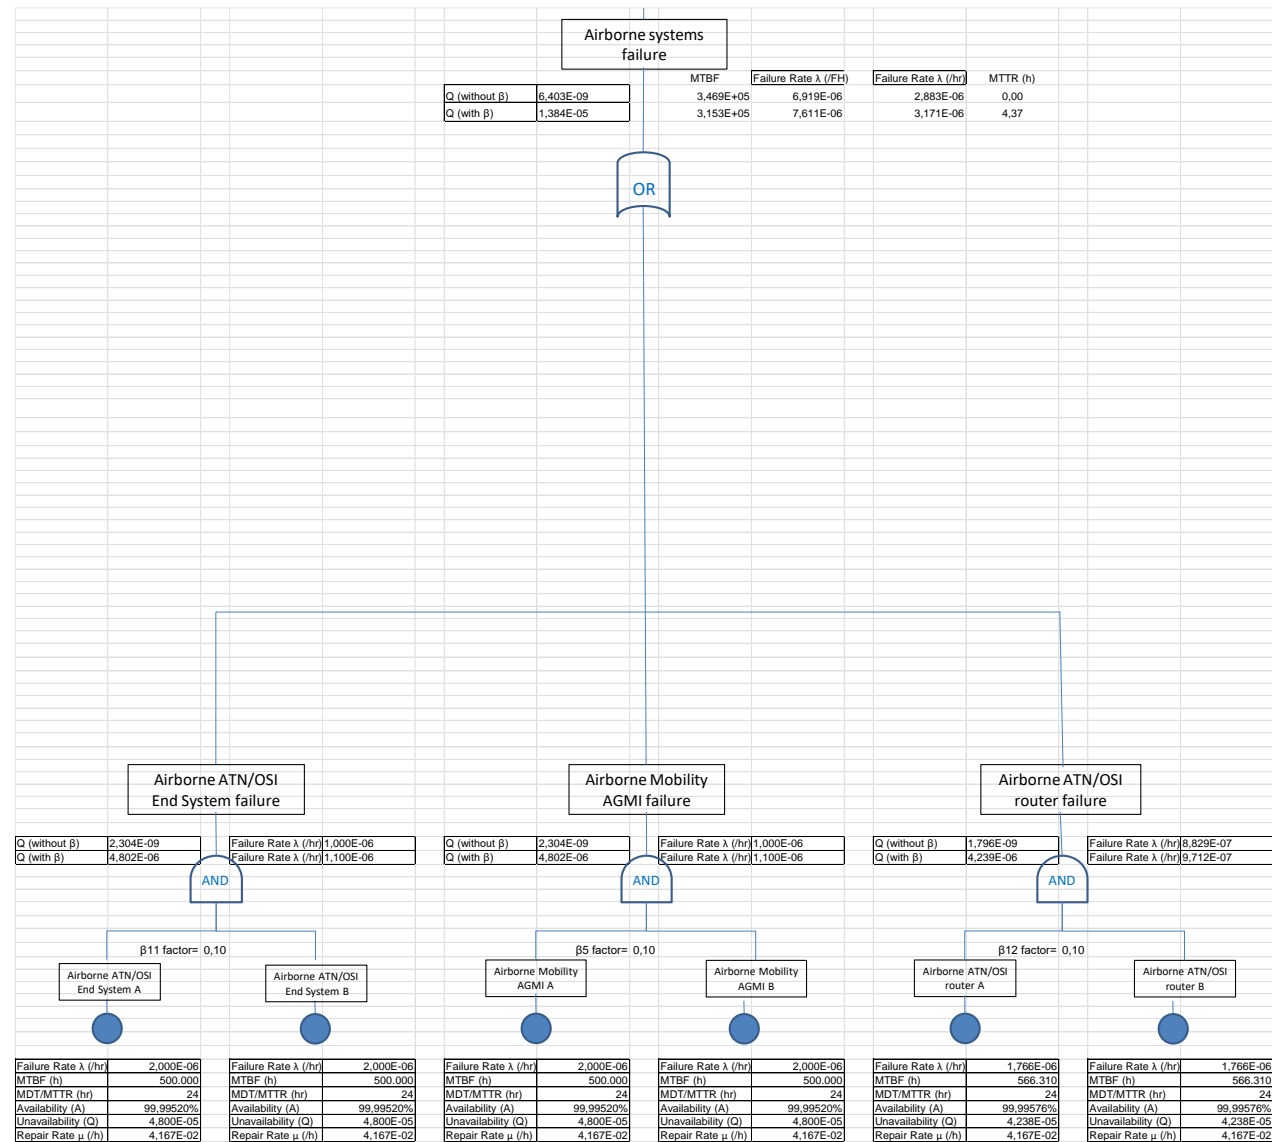 Airborne systems
failure
MTBF Failure Rate λ (/FH) Failure Rate λ (/hr) MTTR (h)
Q (without β) 6,403E-09 3,469E+05 6,919E-06 2,883E-06 0,00
Q (with β) 1,384E-05 3,153E+05 7,611E-06 3,171E-06 4,37
OR
Airborne ATN/OSI
End System failure
Airborne Mobility
AGMI failure
Airborne ATN/OSI
router failure
Q (without β) 2,304E-09 Failure Rate λ (/hr) 1,000E-06 Q (without β) 2,304E-09 Failure Rate λ (/hr) 1,000E-06 Q (without β) 1,796E-09 Failure Rate λ (/hr) 8,829E-07
Q (with β) 4,802E-06 Failure Rate λ (/hr) 1,100E-06 Q (with β) 4,802E-06 Failure Rate λ (/hr) 1,100E-06 Q (with β) 4,239E-06 Failure Rate λ (/hr) 9,712E-07
AND AND AND
β11 factor= 0,10 β5 factor= 0,10 β12 factor= 0,10
Airborne ATN/OSI
End System A
Airborne ATN/OSI
End System B
Airborne Mobility
AGMI A
Airborne Mobility
AGMI B
Airborne ATN/OSI
router A
Airborne ATN/OSI
router B
Failure Rate λ (/hr) 2,000E-06 Failure Rate λ (/hr) 2,000E-06 Failure Rate λ (/hr) 2,000E-06 Failure Rate λ (/hr) 2,000E-06 Failure Rate λ (/hr) 1,766E-06 Failure Rate λ (/hr) 1,766E-06
MTBF (h) 500.000 MTBF (h) 500.000 MTBF (h) 500.000 MTBF (h) 500.000 MTBF (h) 566.310 MTBF (h) 566.310
MDT/MTTR (hr) 24 MDT/MTTR (hr) 24 MDT/MTTR (hr) 24 MDT/MTTR (hr) 24 MDT/MTTR (hr) 24 MDT/MTTR (hr) 24
Availability (A) 99,99520% Availability (A) 99,99520% Availability (A) 99,99520% Availability (A) 99,99520% Availability (A) 99,99576% Availability (A) 99,99576%
Unavailability (Q) 4,800E-05 Unavailability (Q) 4,800E-05 Unavailability (Q) 4,800E-05 Unavailability (Q) 4,800E-05 Unavailability (Q) 4,238E-05 Unavailability (Q) 4,238E-05
Repair Rate µ (/h) 4,167E-02 Repair Rate µ (/h) 4,167E-02 Repair Rate µ (/h) 4,167E-02 Repair Rate µ (/h) 4,167E-02 Repair Rate µ (/h) 4,167E-02 Repair Rate µ (/h) 4,167E-02